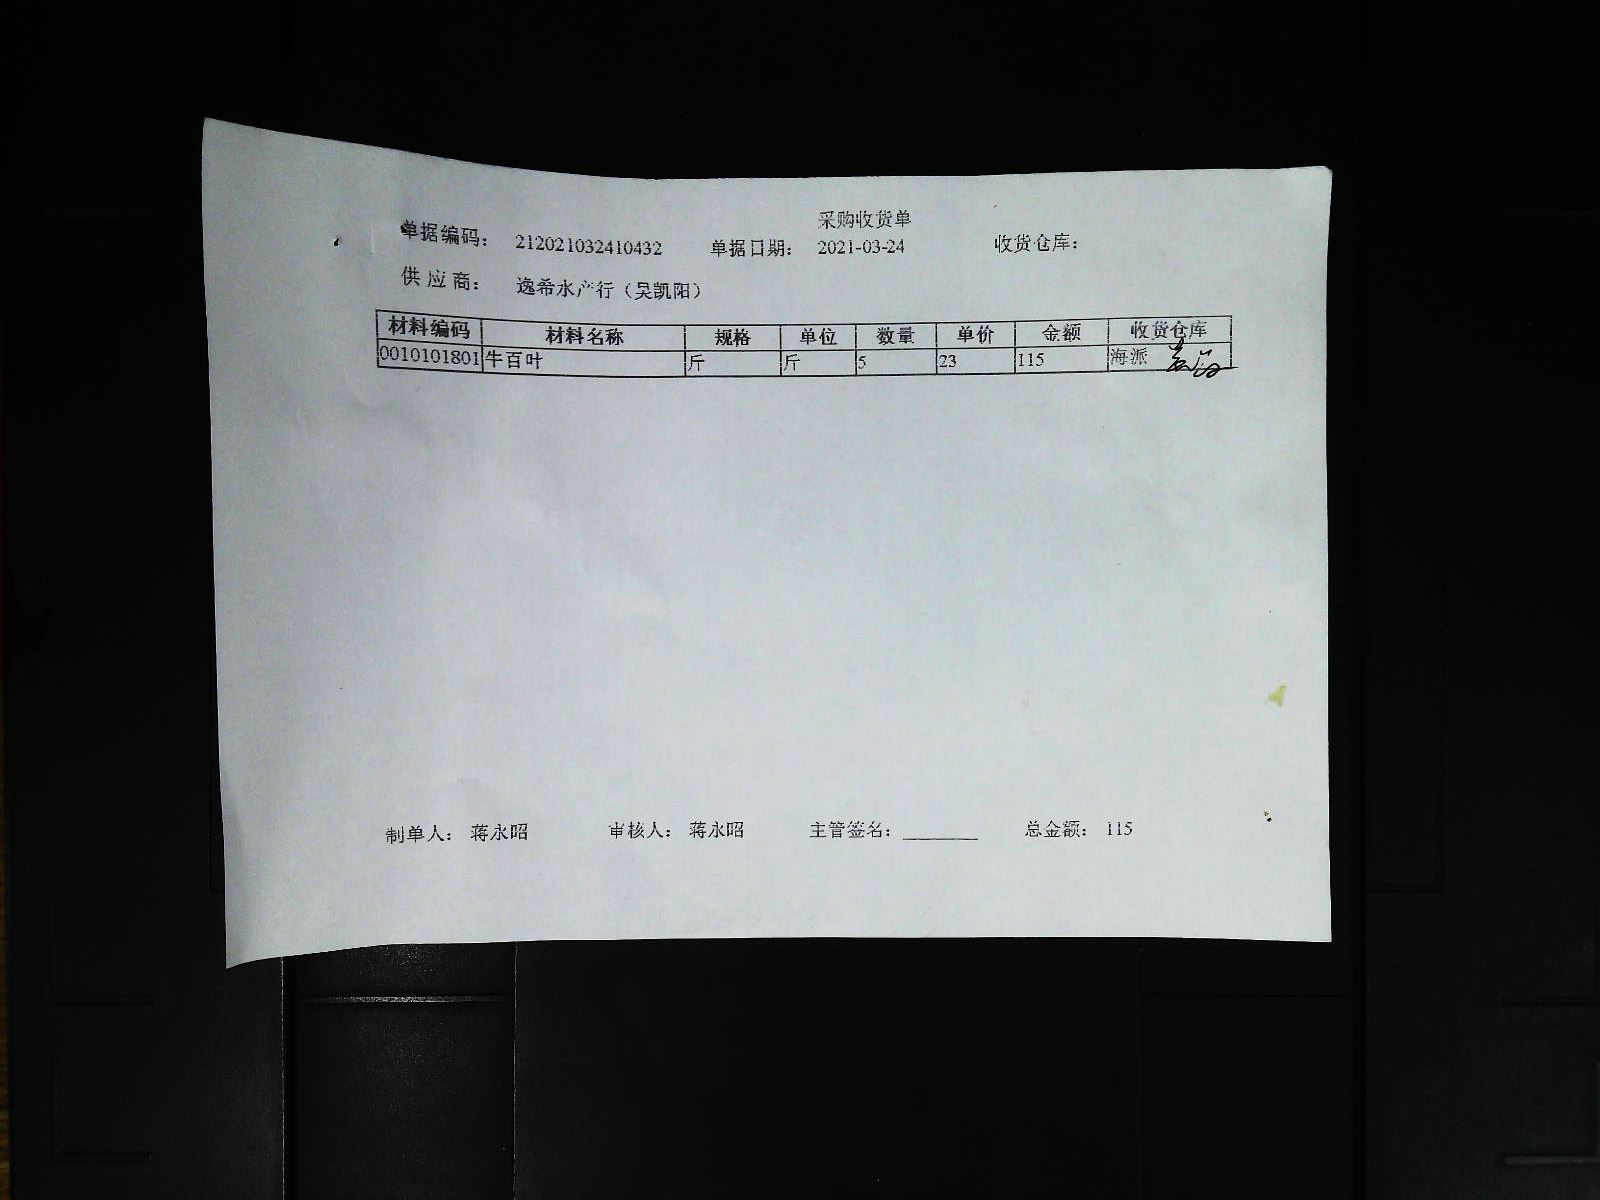 采购收货单
单据编码： 212021032410432 单据日期： 2021-03-24 收货仓库：
供应商： 逸希水产行（吴凯阳）
材料编码 材料名称 规格 单位 数量 单价 金额 收货仓库
0010101801 牛百叶 斤 斤 5 23 115 海派
制单人： 蒋永昭 审核人： 蒋永昭 主管签名：________ 总金额： 115